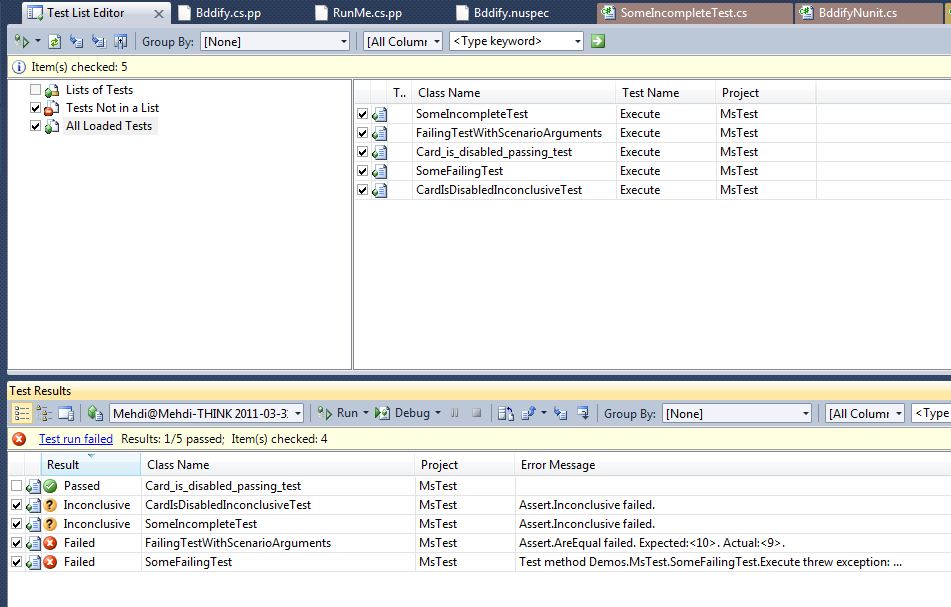 Test List Editor Bddify.cs.pp RunMe.cs.pp Bddify.nuspec SomeIncompleteTest.cs BddifyNunit.cs
Group By: [None] [All Column <Type keyword>
Item(s) checked: 5
Lists of Tests
Tests Not in a List
All Loaded Tests
T.. Class Name Test Name Project
SomeIncompleteTest Execute MsTest
FailingTestWithScenarioArguments Execute MsTest
Card_is_disabled_passing_test Execute MsTest
SomeFailingTest Execute MsTest
CardIsDisabledInconclusiveTest Execute MsTest
Test Results
Mehdi@Mehdi-THINK 2011-03-3 Run Debug Group By: [None] [All Column <Type
Test run failed Results: 1/5 passed; Item(s) checked: 4
Result Class Name Project Error Message
Passed Card_is_disabled_passing_test MsTest
Inconclusive CardIsDisabledInconclusiveTest MsTest Assert.Inconclusive failed.
Inconclusive SomeIncompleteTest MsTest Assert.Inconclusive failed.
Failed FailingTestWithScenarioArguments MsTest Assert.AreEqual failed. Expected:<10>. Actual:<9>.
Failed SomeFailingTest MsTest Test method Demos.MsTest.SomeFailingTest.Execute threw exception: ...